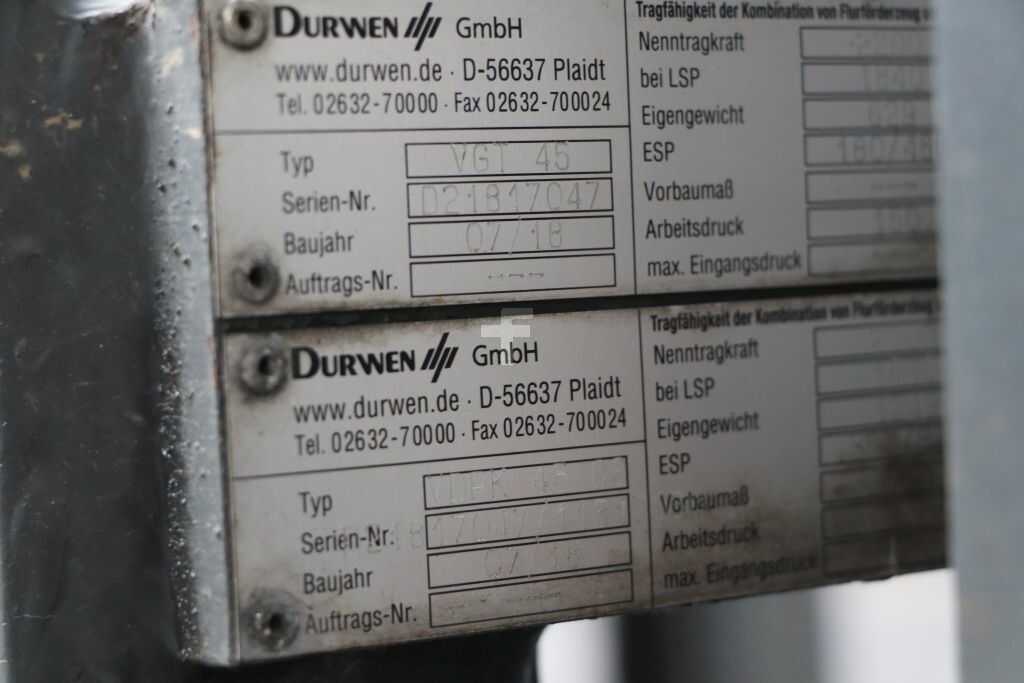 DURWEN GmbH
www.durwen.de · D-56637 Plaidt
Tel. 02632-70000 · Fax 02632-700024
Typ VGT 45
Serien-Nr. D21817047
Baujahr 07/18
Auftrags-Nr. ---
Tragfähigkeit der Kombination von Flurförderzeug
Nenntragkraft
bei LSP
Eigengewicht
ESP
Vorbaumaß
Arbeitsdruck
max. Eingangsdruck
DURWEN GmbH
www.durwen.de · D-56637 Plaidt
Tel. 02632-70000 · Fax 02632-700024
Typ
Serien-Nr.
Baujahr 07/18
Auftrags-Nr.
Tragfähigkeit der Kombination von Flurförderzeug
Nenntragkraft
bei LSP
Eigengewicht
ESP
Vorbaumaß
Arbeitsdruck
max. Eingangsdruck